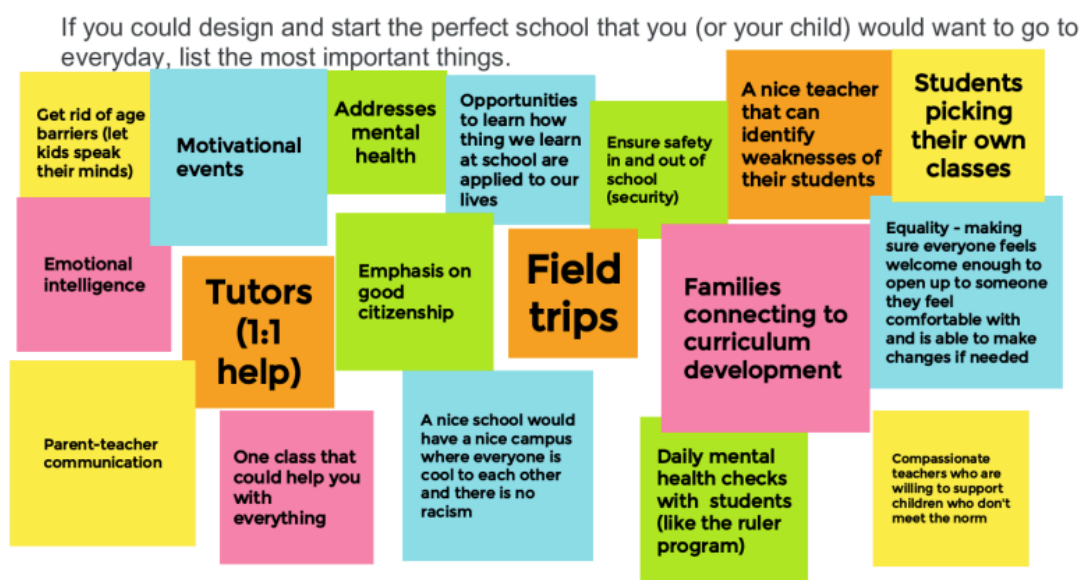 If you could design and start the perfect school that you (or your child) would want to go to
everyday, list the most important things.
Get rid of age
barriers (let
kids speak
their minds)
Motivational
events
Addresses
mental
health
Opportunities
to learn how
thing we learn
at school are
applied to our
lives
Ensure safety
in and out of
school
(security)
A nice teacher
that can
identify
weaknesses of
their students
Students
picking
their own
classes
Emotional
intelligence
Tutors
(1:1
help)
Emphasis on
good
citizenship
Field
trips
Families
connecting to
curriculum
development
Equality - making
sure everyone feels
welcome enough to
open up to someone
they feel
comfortable with
and is able to make
changes if needed
Parent-teacher
communication
One class that
could help you
with
everything
A nice school would
have a nice campus
where everyone is
cool to each other
and there is no
racism
Daily mental
health checks
with students
(like the ruler
program)
Compassionate
teachers who are
willing to support
children who don't
meet the norm